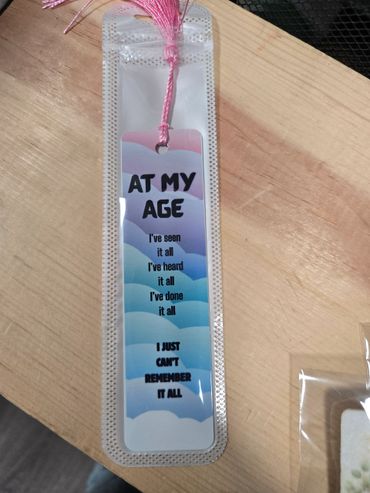 AT MY
AGE
I've seen
it all
I've heard
it all
I've done
it all
I JUST
CAN'T
REMEMBER
IT ALL